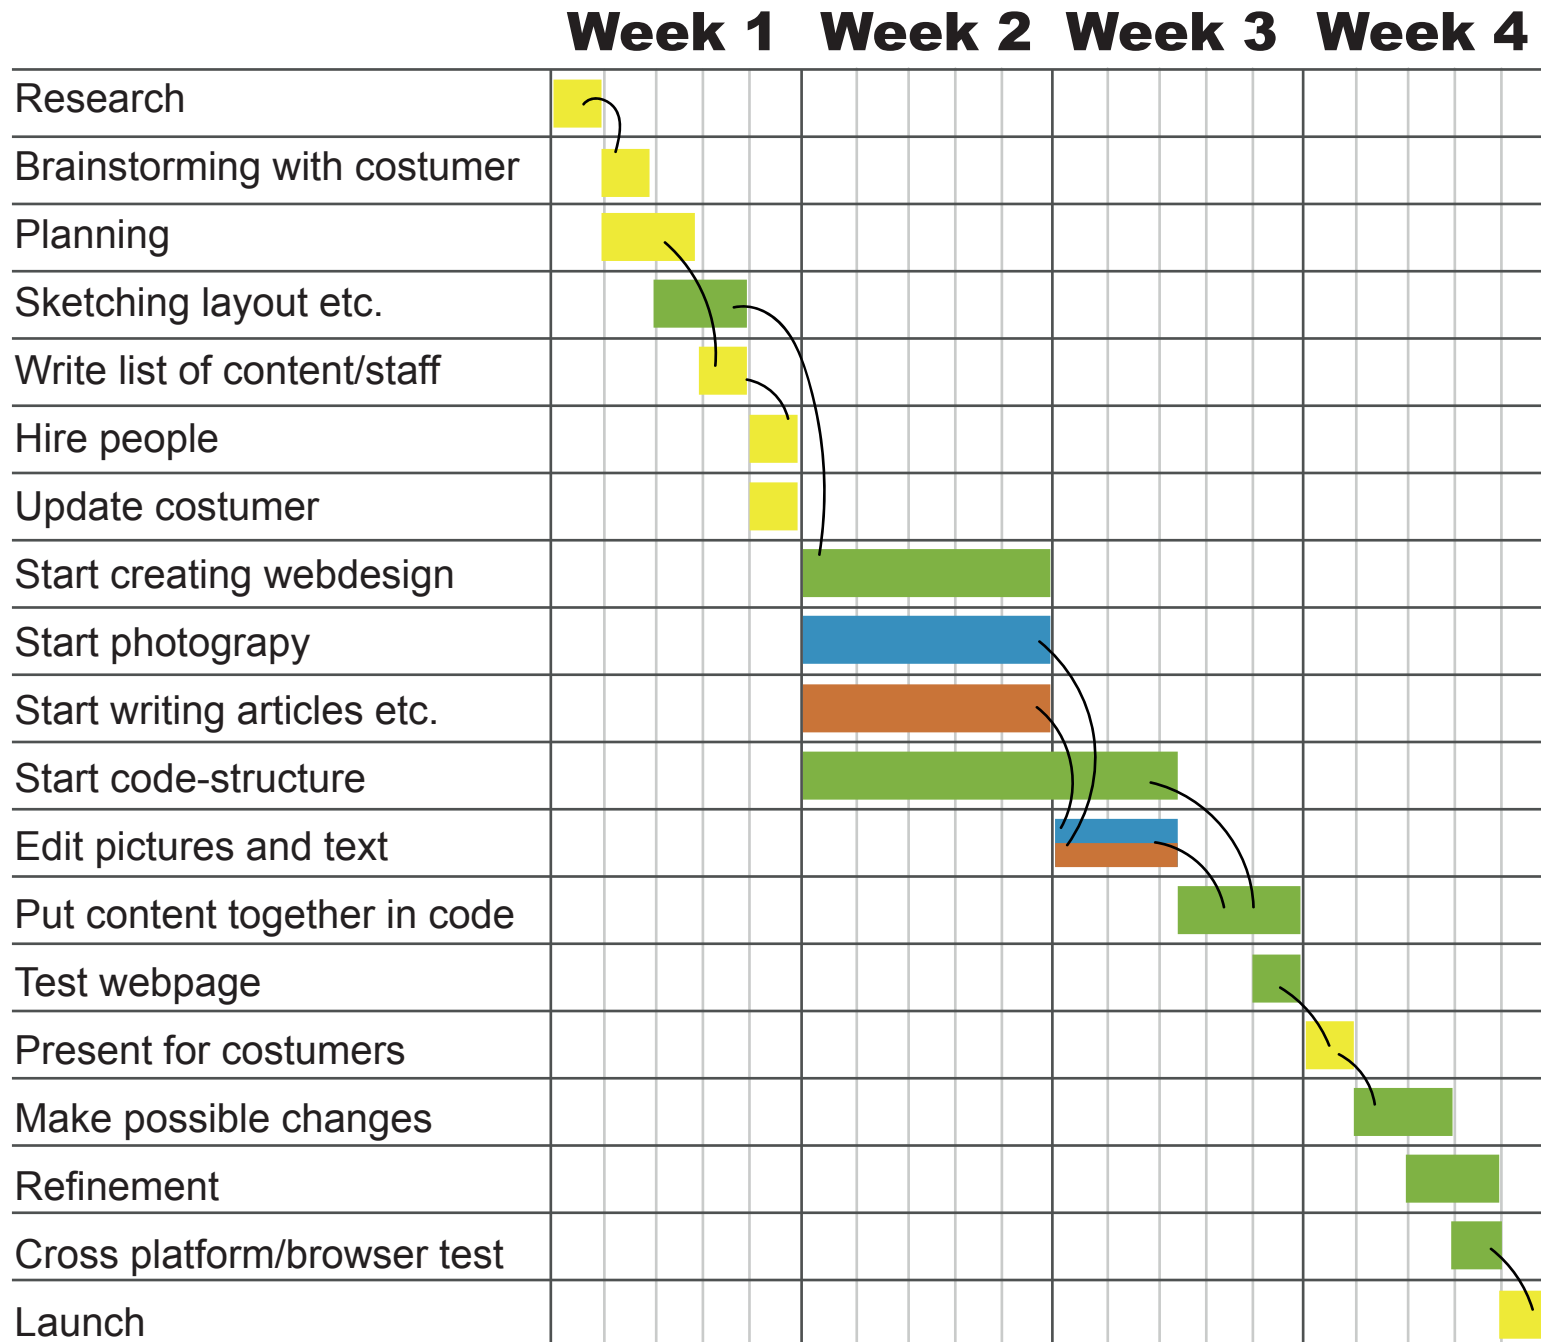 Week 1 Week 2 Week 3 Week 4
Research
Brainstorming with costumer
Planning
Sketching layout etc.
Write list of content/staff
Hire people
Update costumer
Start creating webdesign
Start photograpy
Start writing articles etc.
Start code-structure
Edit pictures and text
Put content together in code
Test webpage
Present for costumers
Make possible changes
Refinement
Cross platform/browser test
Launch